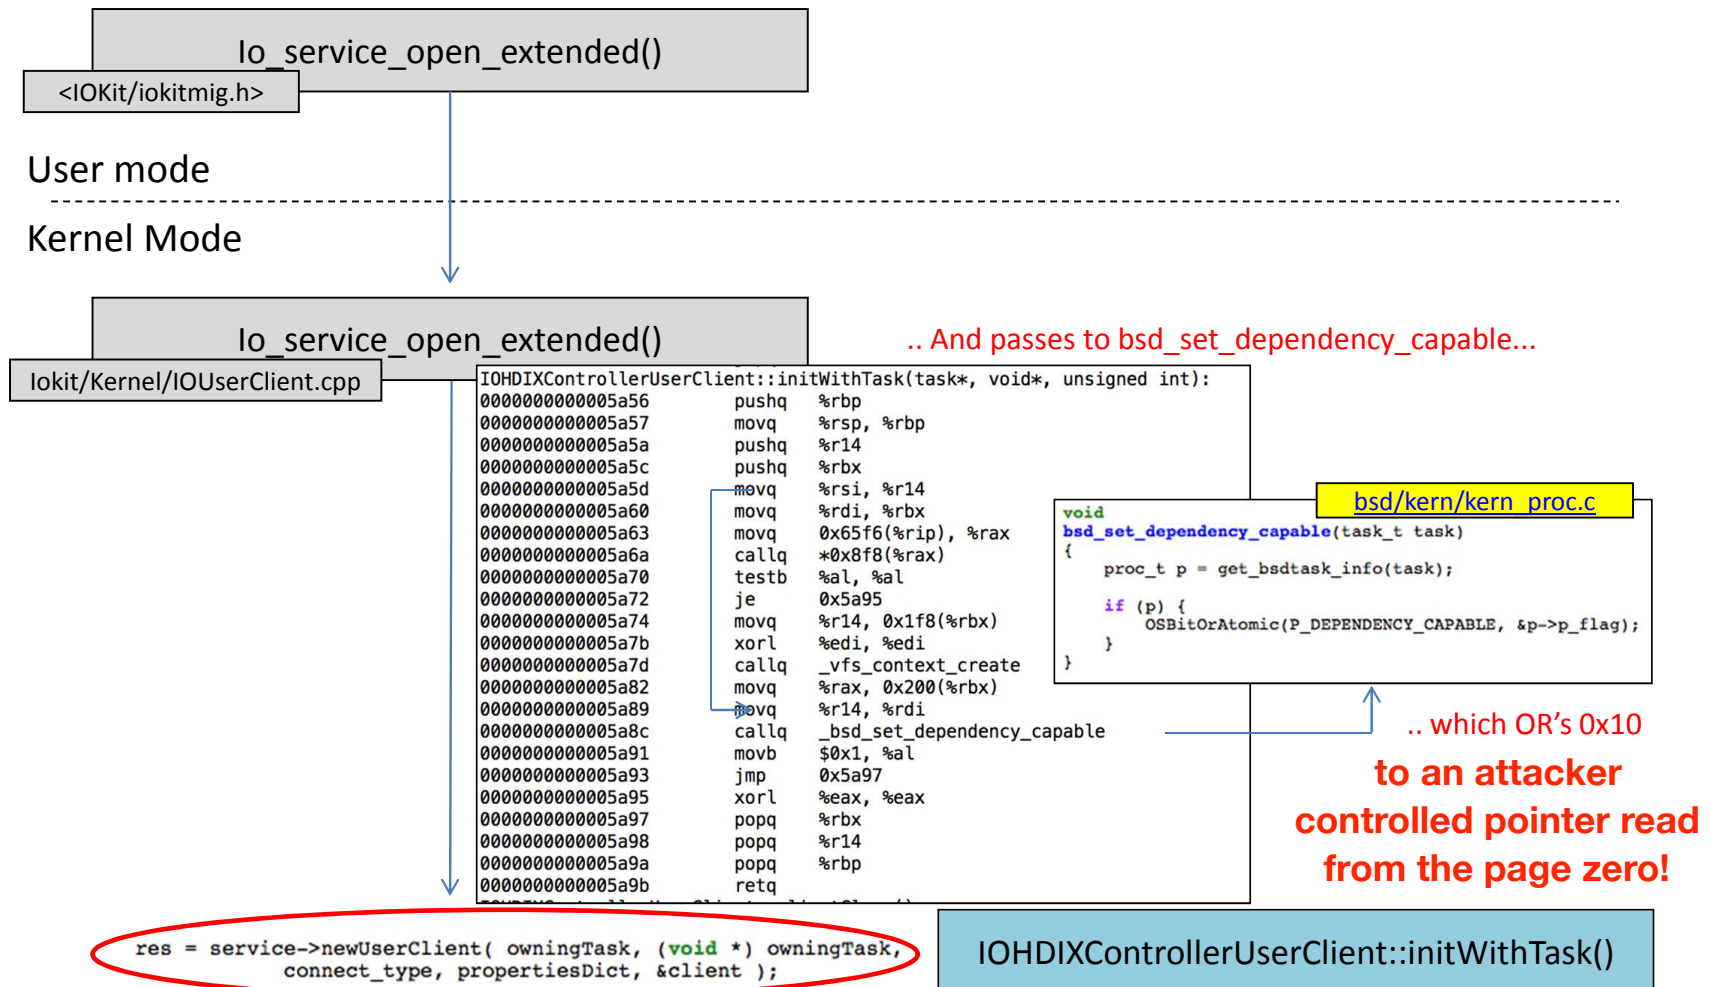 Io_service_open_extended()
<IOKit/iokitmig.h>
User mode
Kernel Mode
Io_service_open_extended()
Iokit/Kernel/IOUserClient.cpp
.. And passes to bsd_set_dependency_capable...
IOHDIXControllerUserClient::initWithTask(task*, void*, unsigned int):
0000000000005a56 pushq %rbp
0000000000005a57 movq %rsp, %rbp
0000000000005a5a pushq %r14
0000000000005a5c pushq %rbx
0000000000005a5d movq %rsi, %r14
0000000000005a60 movq %rdi, %rbx
0000000000005a63 movq 0x65f6(%rip), %rax
0000000000005a6a callq *0x8f8(%rax)
0000000000005a70 testb %al, %al
0000000000005a72 je 0x5a95
0000000000005a74 movq %r14, 0x1f8(%rbx)
0000000000005a7b xorl %edi, %edi
0000000000005a7d callq _vfs_context_create
0000000000005a82 movq %rax, 0x200(%rbx)
0000000000005a89 movq %r14, %rdi
0000000000005a8c callq _bsd_set_dependency_capable
0000000000005a91 movb $0x1, %al
0000000000005a93 jmp 0x5a97
0000000000005a95 xorl %eax, %eax
0000000000005a97 popq %rbx
0000000000005a98 popq %r14
0000000000005a9a popq %rbp
0000000000005a9b retq
bsd/kern/kern_proc.c
void
bsd_set_dependency_capable(task_t task)
{
proc_t p = get_bsdtask_info(task);
if (p) {
OSBitOrAtomic(P_DEPENDENCY_CAPABLE, &p->p_flag);
}
}
.. which OR's 0x10
to an attacker
controlled pointer read
from the page zero!
res = service->newUserClient( owningTask, (void *) owningTask,
connect_type, propertiesDict, &client );
IOHDIXControllerUserClient::initWithTask()